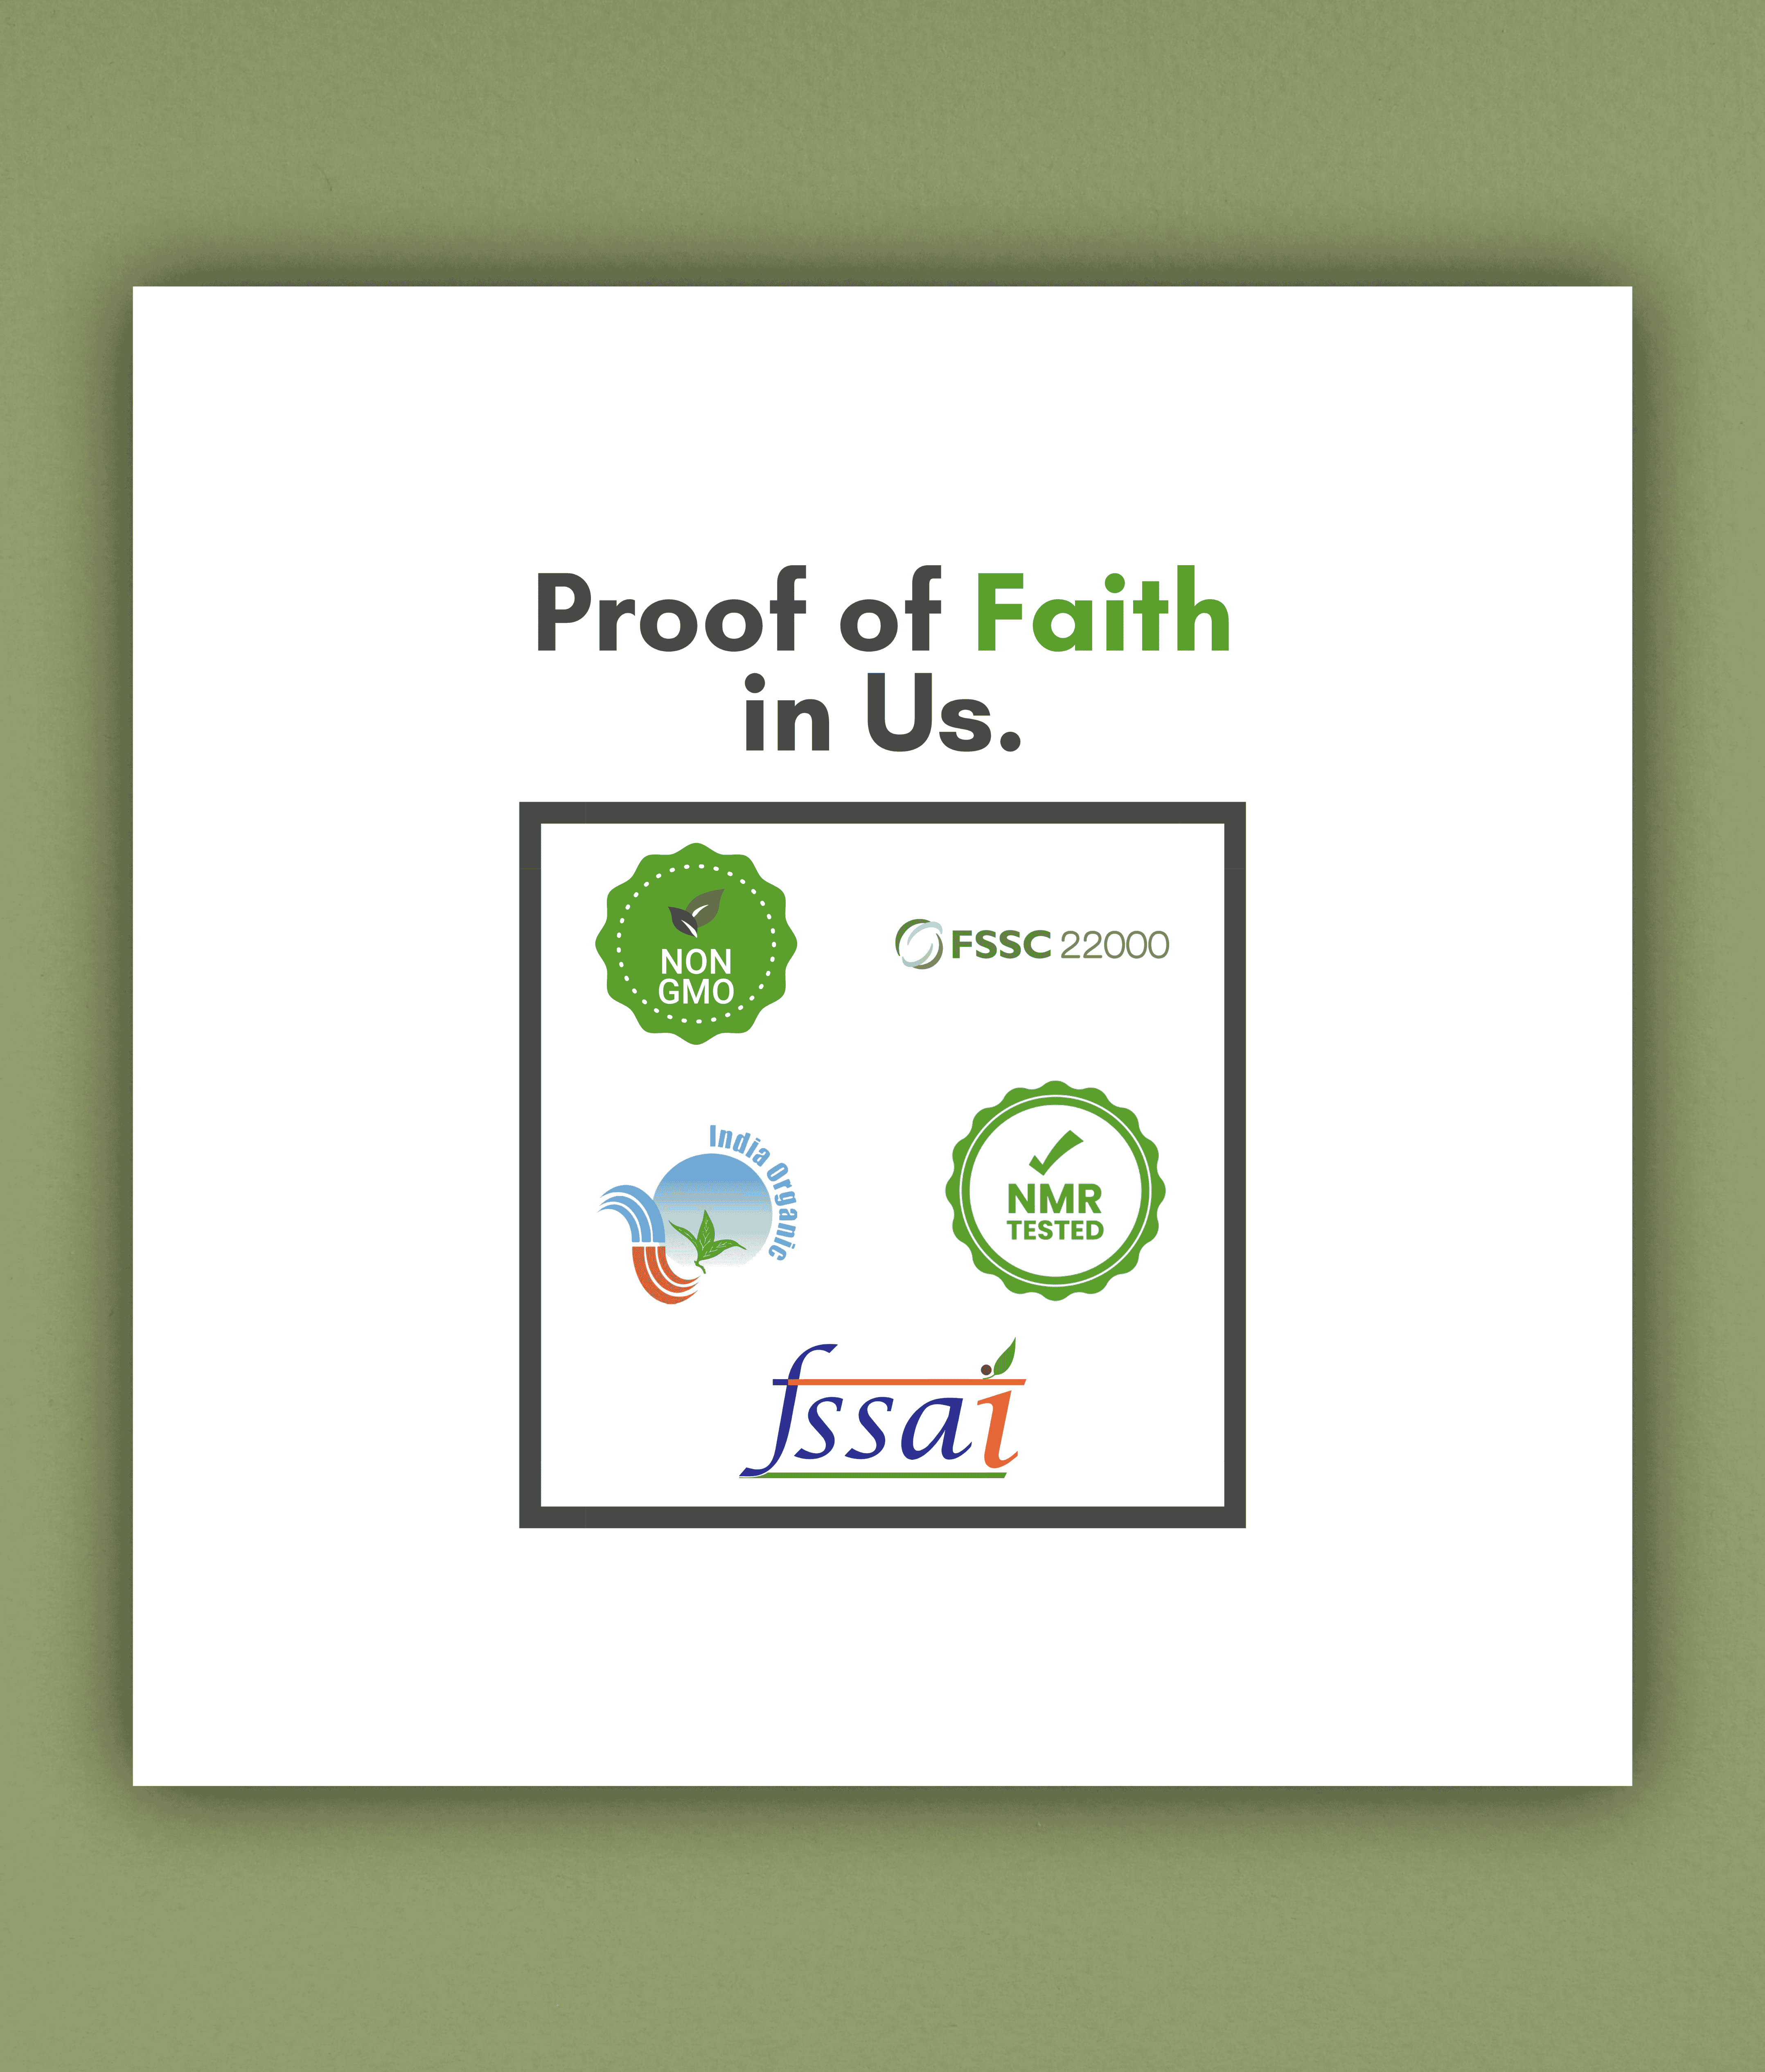 Proof of Faith
in Us.
NON
GMO
FSSC 22000
India Organic
NMR
TESTED
fssai